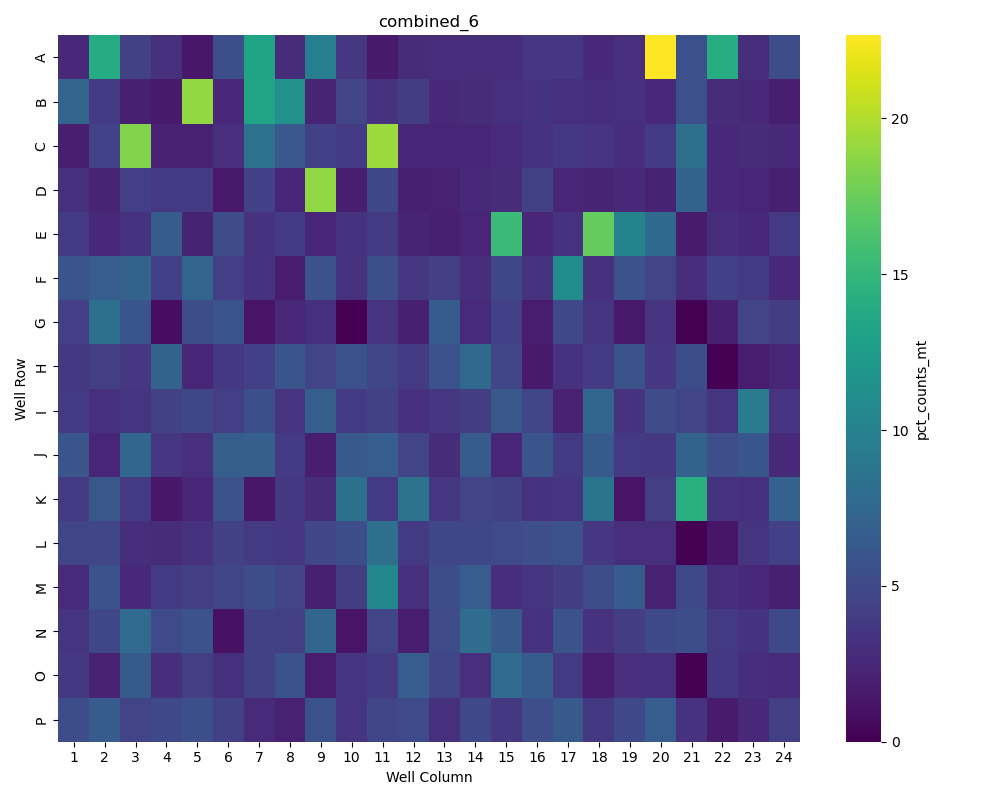 combined_6
A
B
C
D
E
F
G
H
I
J
K
L
M
N
O
P
Well Row
1 2 3 4 5 6 7 8 9 10 11 12 13 14 15 16 17 18 19 20 21 22 23 24
Well Column
20
15
10
5
0
pct_counts_mt